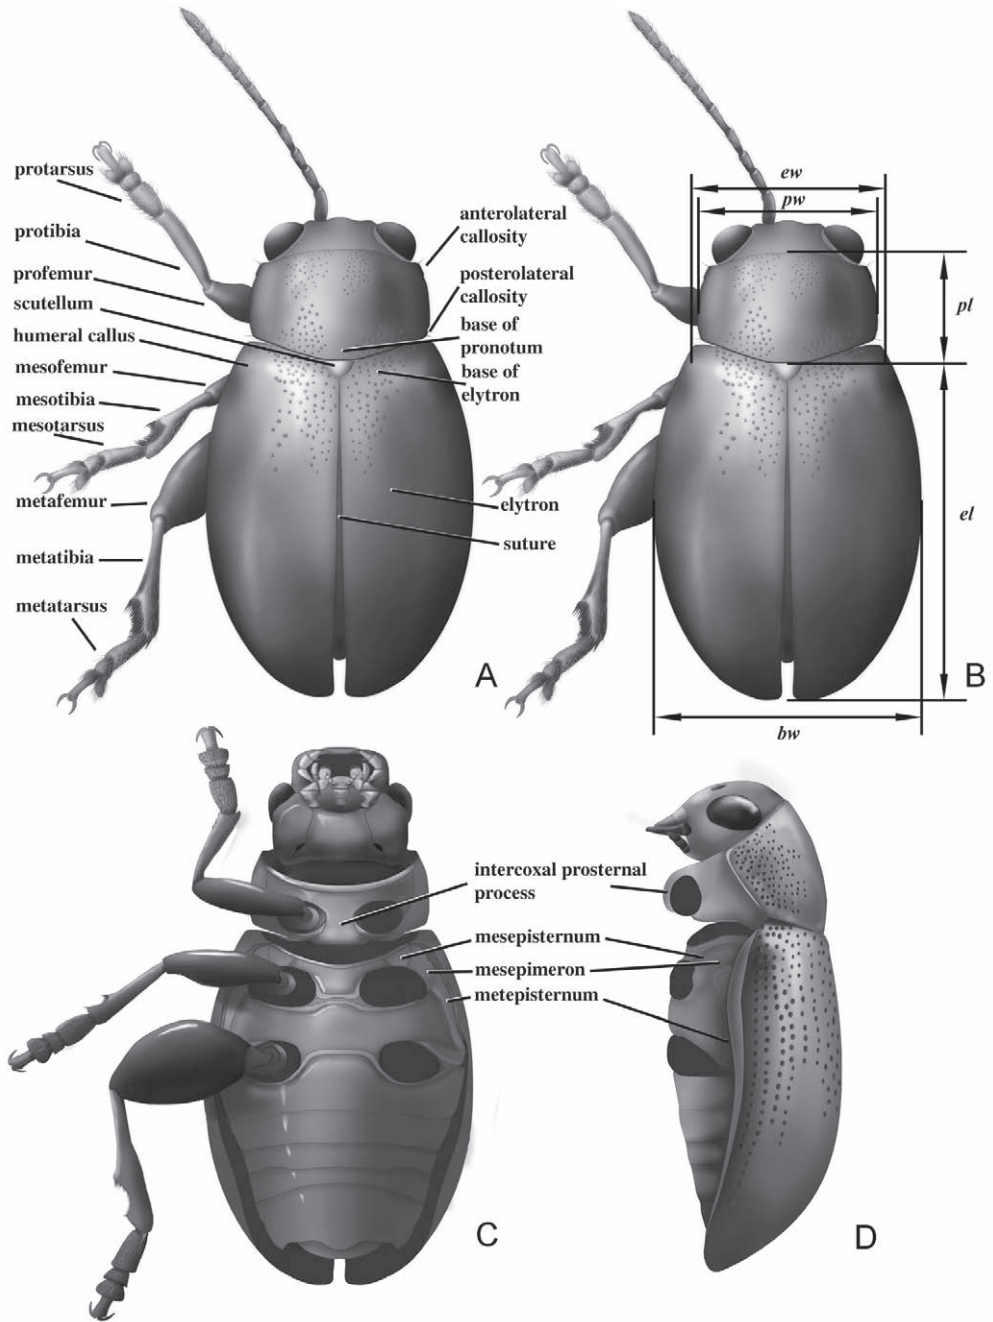 protarsus
protibia
profemur
scutellum
humeral callus
mesofemur
mesotibia
mesotarsus
metafemur
metatibia
metatarsus
anterolateral
callosity
posterolateral
callosity
base of
pronotum
base of
elytron
elytron
suture
A
ew
pw
pl
el
bw
B
intercoxal prosternal
process
mesepisternum
mesepimeron
metepisternum
C
D